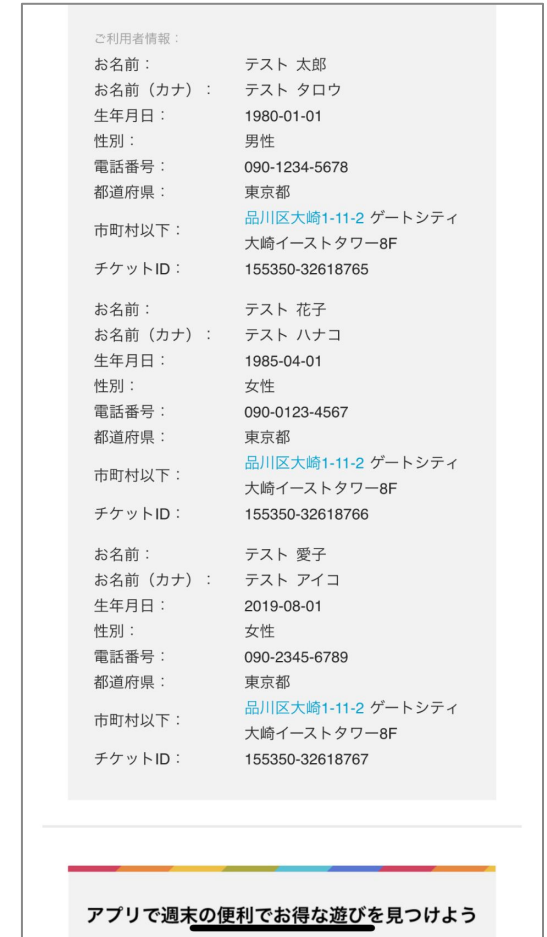 ご利用者情報：
お名前： テスト 太郎
お名前（カナ）： テスト タロウ
生年月日： 1980-01-01
性別： 男性
電話番号： 090-1234-5678
都道府県： 東京都
市町村以下： 品川区大崎1-11-2 ゲートシティ
大崎イーストタワー8F
チケットID： 155350-32618765
お名前： テスト 花子
お名前（カナ）： テスト ハナコ
生年月日： 1985-04-01
性別： 女性
電話番号： 090-0123-4567
都道府県： 東京都
市町村以下： 品川区大崎1-11-2 ゲートシティ
大崎イーストタワー8F
チケットID： 155350-32618766
お名前： テスト 愛子
お名前（カナ）： テスト アイコ
生年月日： 2019-08-01
性別： 女性
電話番号： 090-2345-6789
都道府県： 東京都
市町村以下： 品川区大崎1-11-2 ゲートシティ
大崎イーストタワー8F
チケットID： 155350-32618767
アプリで週末の便利でお得な遊びを見つけよう